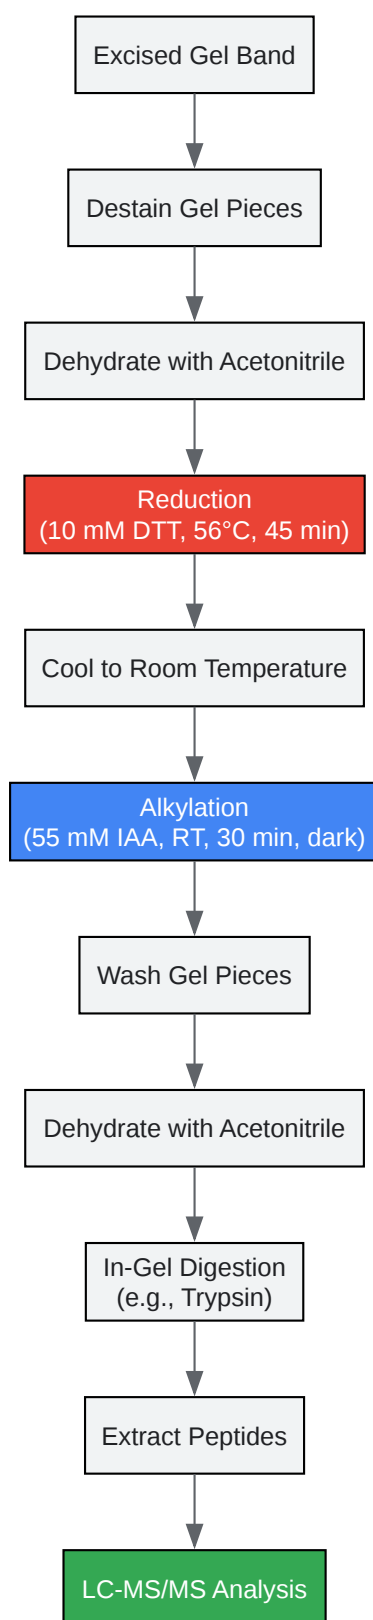 Excised Gel Band
Destain Gel Pieces
Dehydrate with Acetonitrile
Reduction
(10 mM DTT, 56°C, 45 min)
Cool to Room Temperature
Alkylation
(55 mM IAA, RT, 30 min, dark)
Wash Gel Pieces
Dehydrate with Acetonitrile
In-Gel Digestion
(e.g., Trypsin)
Extract Peptides
LC-MS/MS Analysis